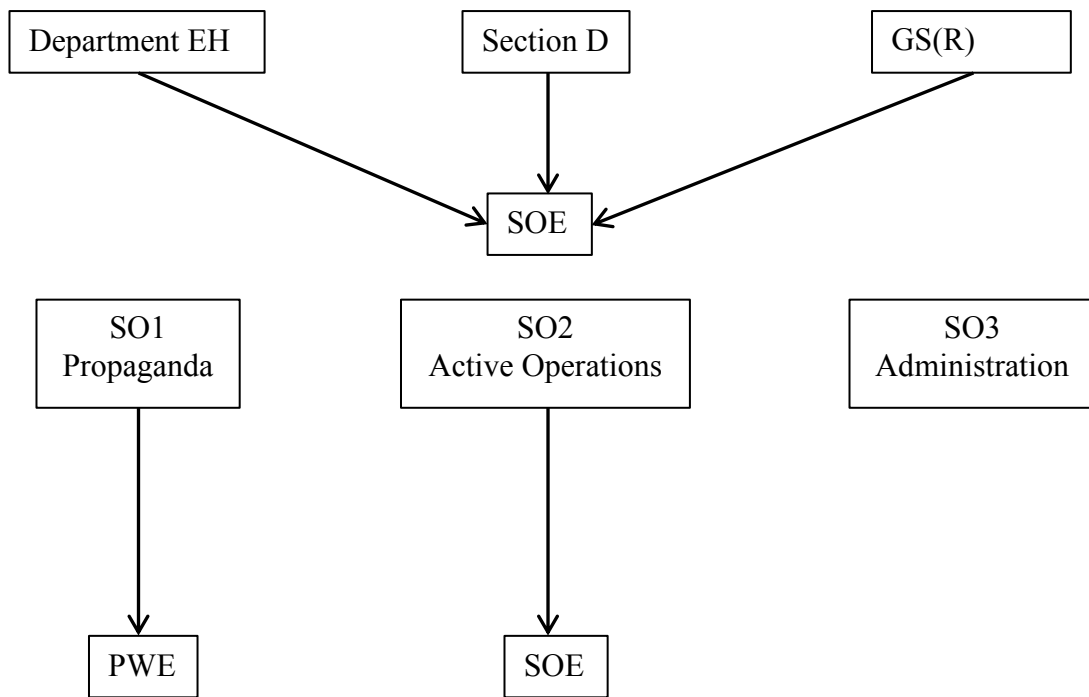 Department EH
Section D
GS(R)
SOE
SO1
Propaganda
SO2
Active Operations
SO3
Administration
PWE
SOE